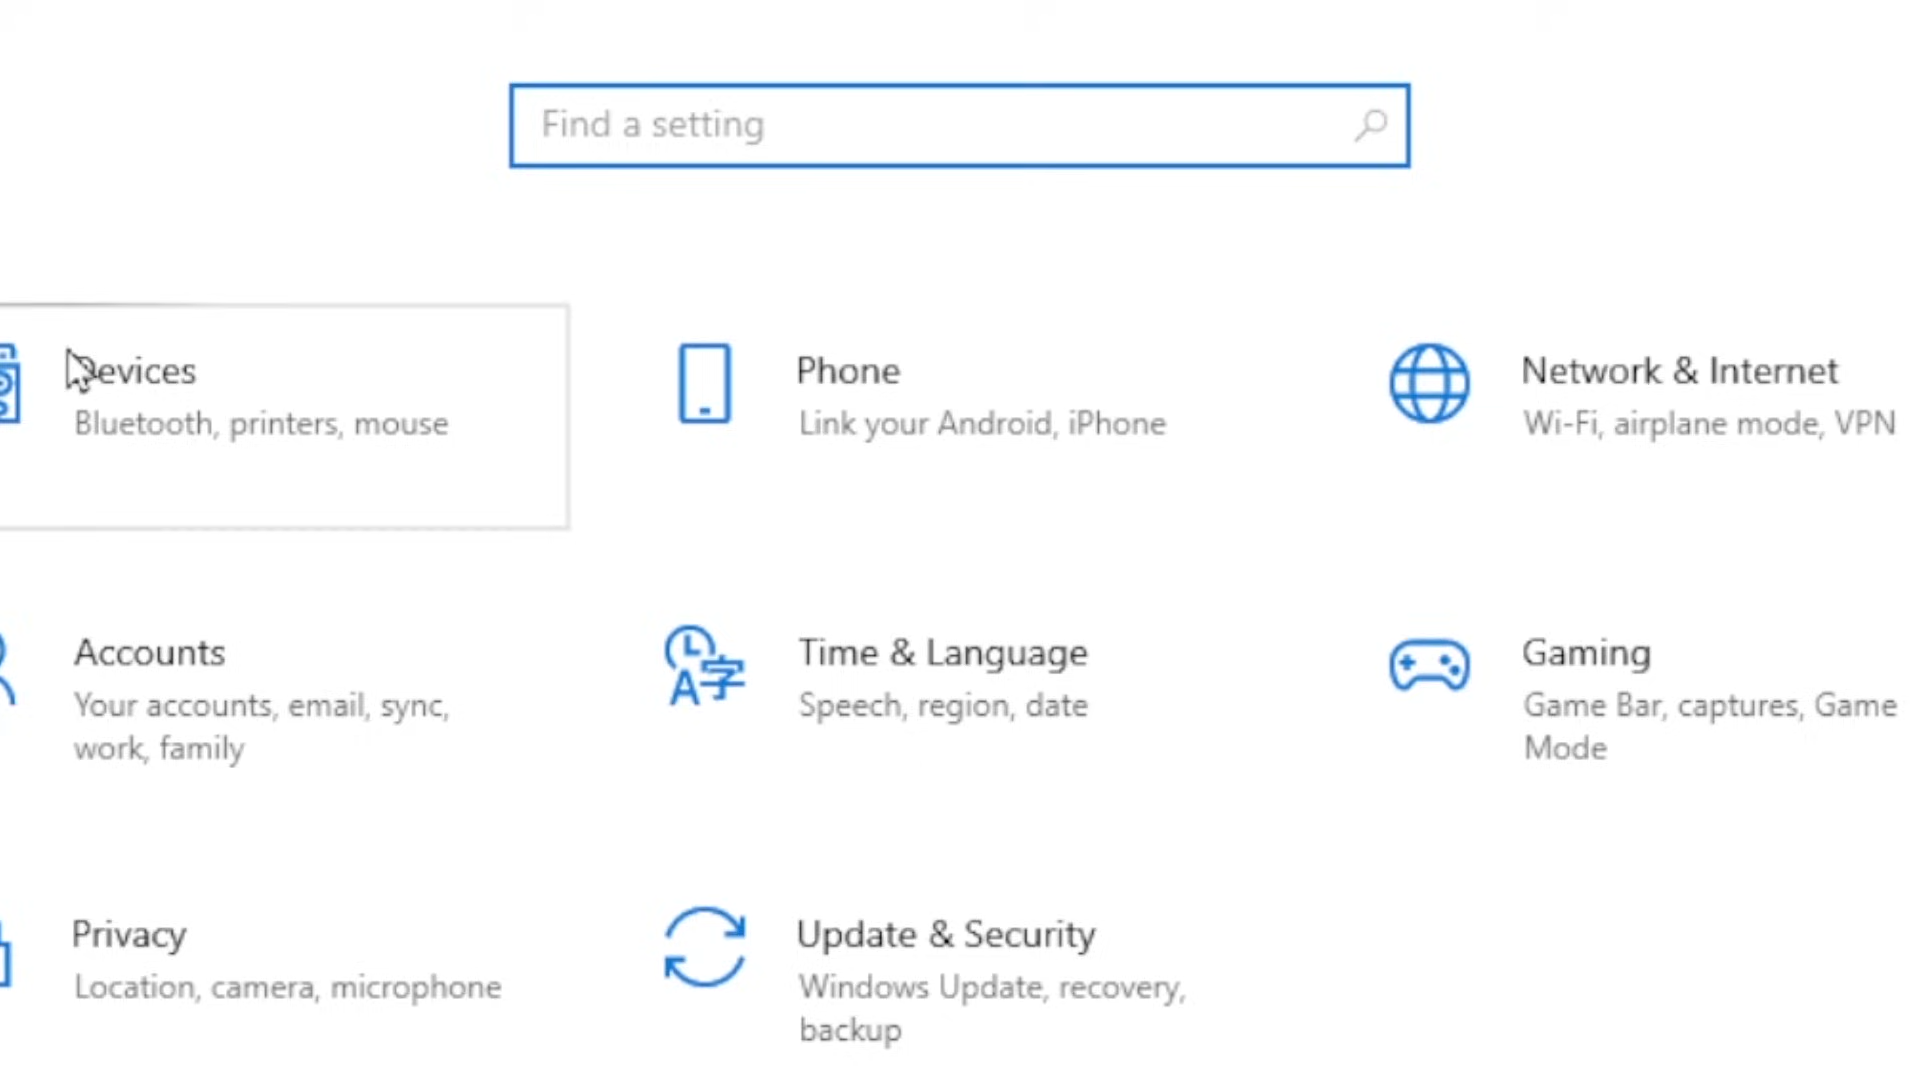 Find a setting
Devices
Bluetooth, printers, mouse
Phone
Link your Android, iPhone
Network & Internet
Wi-Fi, airplane mode, VPN
Accounts
Your accounts, email, sync,
work, family
Time & Language
Speech, region, date
Gaming
Game Bar, captures, Game
Mode
Privacy
Location, camera, microphone
Update & Security
Windows Update, recovery,
backup